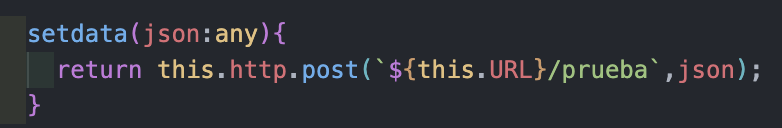 setdata(json:any){
return this.http.post(`${this.URL}/prueba`,json);
}